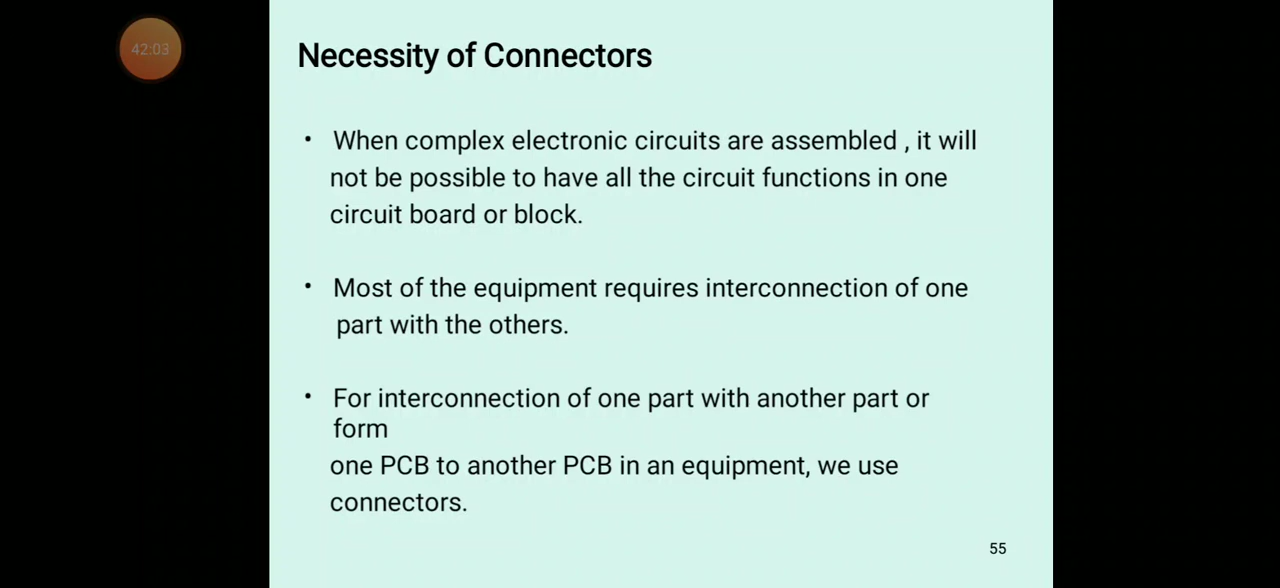 42:03
Necessity of Connectors
• When complex electronic circuits are assembled , it will
not be possible to have all the circuit functions in one
circuit board or block.
• Most of the equipment requires interconnection of one
part with the others.
• For interconnection of one part with another part or
form
one PCB to another PCB in an equipment, we use
connectors.
55